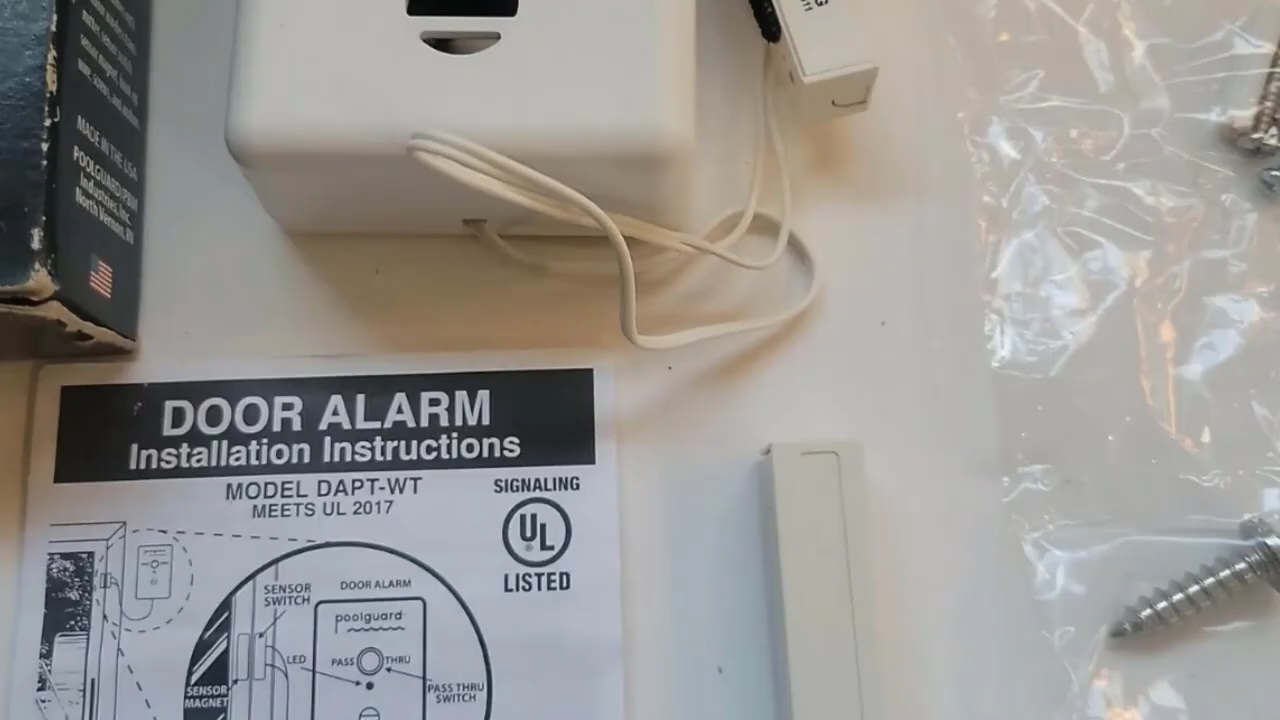 MADE IN THE USA
POOLGUARD/PBM
Industries, Inc.
North Vernon, IN
G
DOOR ALARM
Installation Instructions
MODEL DAPT-WT
MEETS UL 2017
SIGNALING
UL
LISTED
poolguard
SENSOR
SWITCH
DOOR ALARM
poolguard
LED
PASS
THRU
SENSOR
MAGNET
PASS THRU
SWITCH